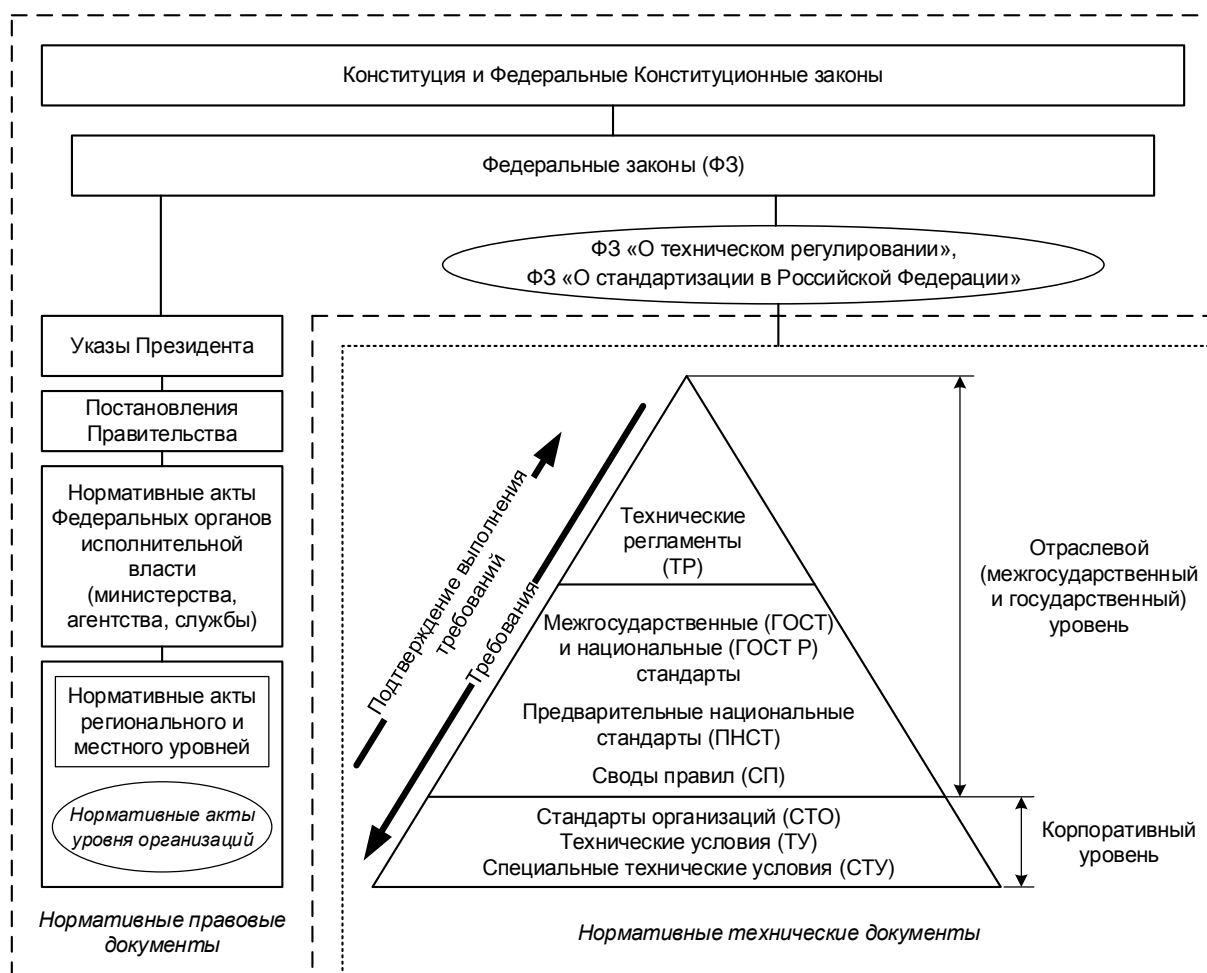 Конституция и Федеральные Конституционные законы
Федеральные законы (ФЗ)
ФЗ «О техническом регулировании»,
ФЗ «О стандартизации в Российской Федерации»
Указы Президента
Постановления
Правительства
Нормативные акты
Федеральных органов
исполнительной
власти
(министерства,
агентства, службы)
Нормативные акты
регионального и
местного уровней
Нормативные акты
уровня организаций
Нормативные правовые
документы
Подтверждение выполнения
требований
Требования
Технические
регламенты
(ТР)
Межгосударственные (ГОСТ)
и национальные (ГОСТ Р)
стандарты
Предварительные национальные
стандарты (ПНСТ)
Своды правил (СП)
Стандарты организаций (СТО)
Технические условия (ТУ)
Специальные технические условия (СТУ)
Отраслевой
(межгосударственный
и государственный)
уровень
Корпоративный
уровень
Нормативные технические документы